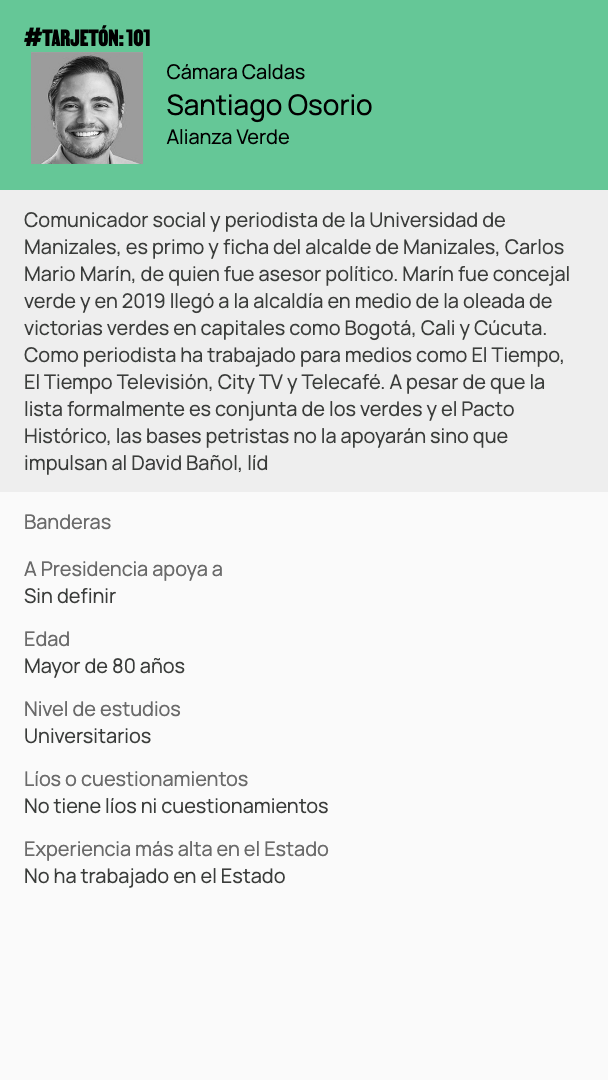 #TARJETÓN: 101
Cámara Caldas
Santiago Osorio
Alianza Verde
Comunicador social y periodista de la Universidad de
Manizales, es primo y ficha del alcalde de Manizales, Carlos
Mario Marín, de quien fue asesor político. Marín fue concejal
verde y en 2019 llegó a la alcaldía en medio de la oleada de
victorias verdes en capitales como Bogotá, Cali y Cúcuta.
Como periodista ha trabajado para medios como El Tiempo,
El Tiempo Televisión, City TV y Telecafé. A pesar de que la
lista formalmente es conjunta de los verdes y el Pacto
Histórico, las bases petristas no la apoyarán sino que
impulsan al David Bañol, líd
Banderas
A Presidencia apoya a
Sin definir
Edad
Mayor de 80 años
Nivel de estudios
Universitarios
Líos o cuestionamientos
No tiene líos ni cuestionamientos
Experiencia más alta en el Estado
No ha trabajado en el Estado